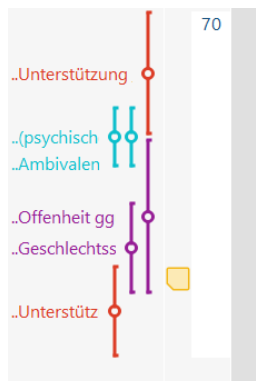 70
..Unterstützung
..(psychisch
..Ambivalen
..Offenheit gg
..Geschlechtss
..Unterstütz